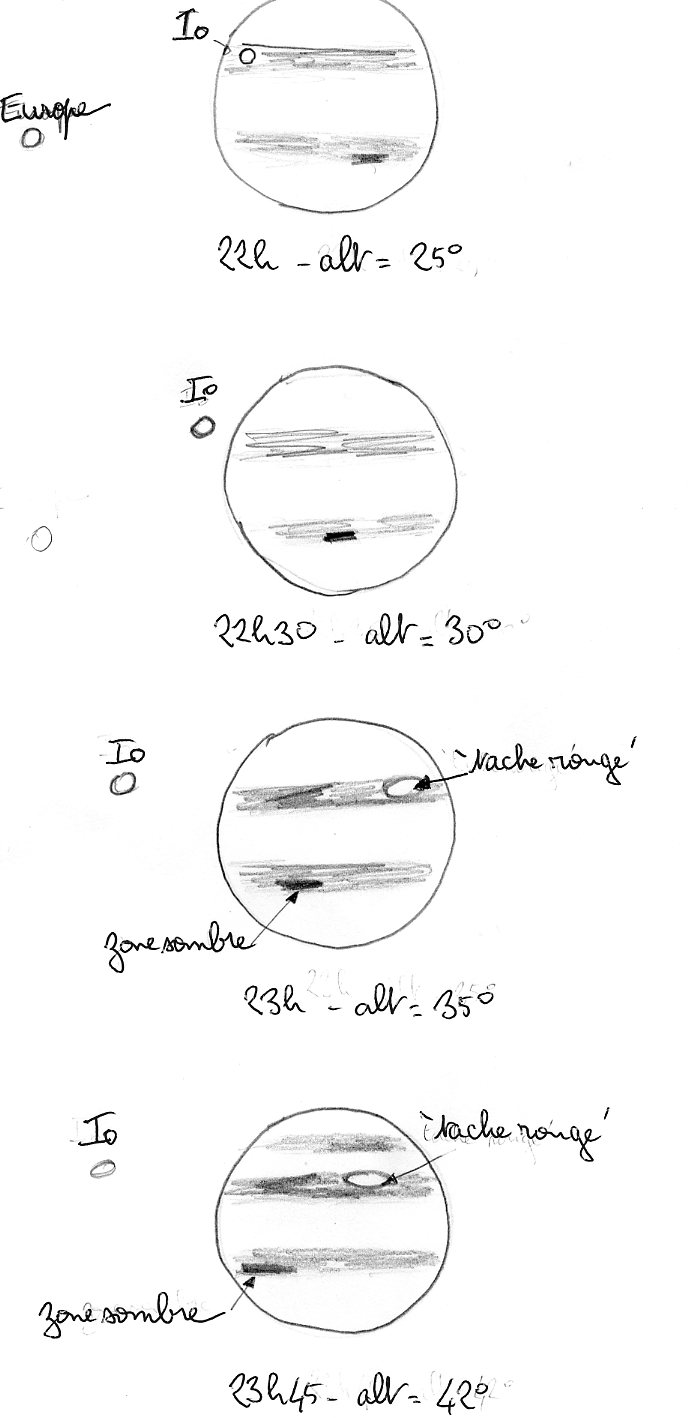 Io
Europe
22h - alt = 25°
Io
22h30 - alt = 30°
Io
'tache rouge'
zone sombre
23h - alt = 35°
Io
'tache rouge'
zone sombre
23h45 - alt = 42°